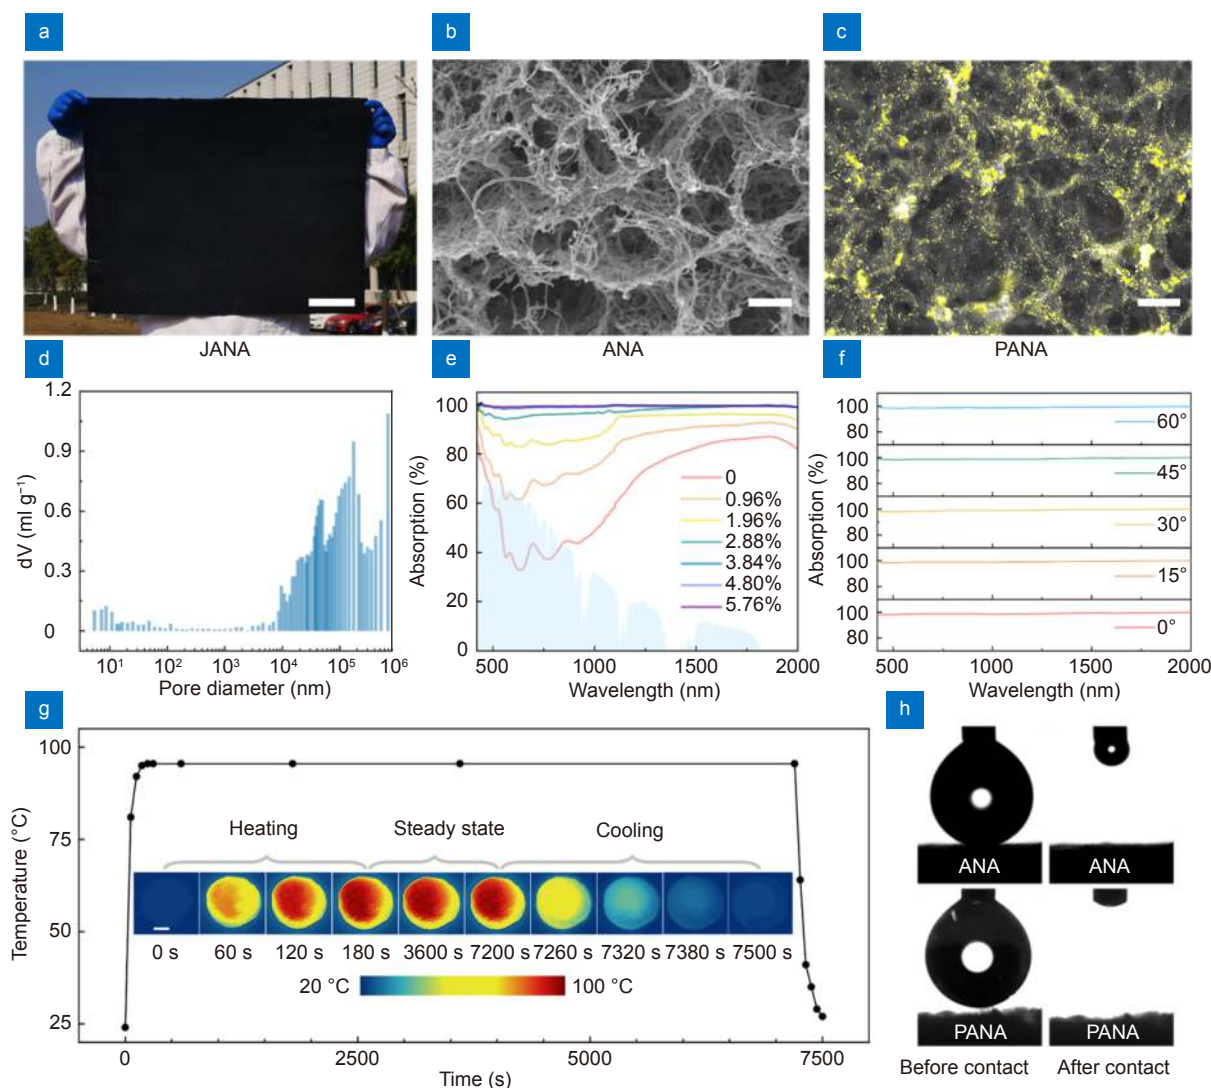 a
b
c
JANA
ANA
PANA
d
e
f
1.2
0.9
0.6
0.3
0
dV (ml g⁻¹)
10¹ 10² 10³ 10⁴ 10⁵ 10⁶
Pore diameter (nm)
100
80
60
40
20
0
Absorption (%)
0
0.96%
1.96%
2.88%
3.84%
4.80%
5.76%
500 1000 1500 2000
Wavelength (nm)
100
80
60°
100
80
45°
100
80
30°
100
80
15°
100
80
0°
Absorption (%)
500 1000 1500 2000
Wavelength (nm)
g
100
75
50
25
Temperature (°C)
Heating Steady state Cooling
0 s 60 s 120 s 180 s 3600 s 7200 s 7260 s 7320 s 7380 s 7500 s
20 °C 100 °C
0 2500 5000 7500
Time (s)
h
ANA ANA
PANA PANA
Before contact After contact